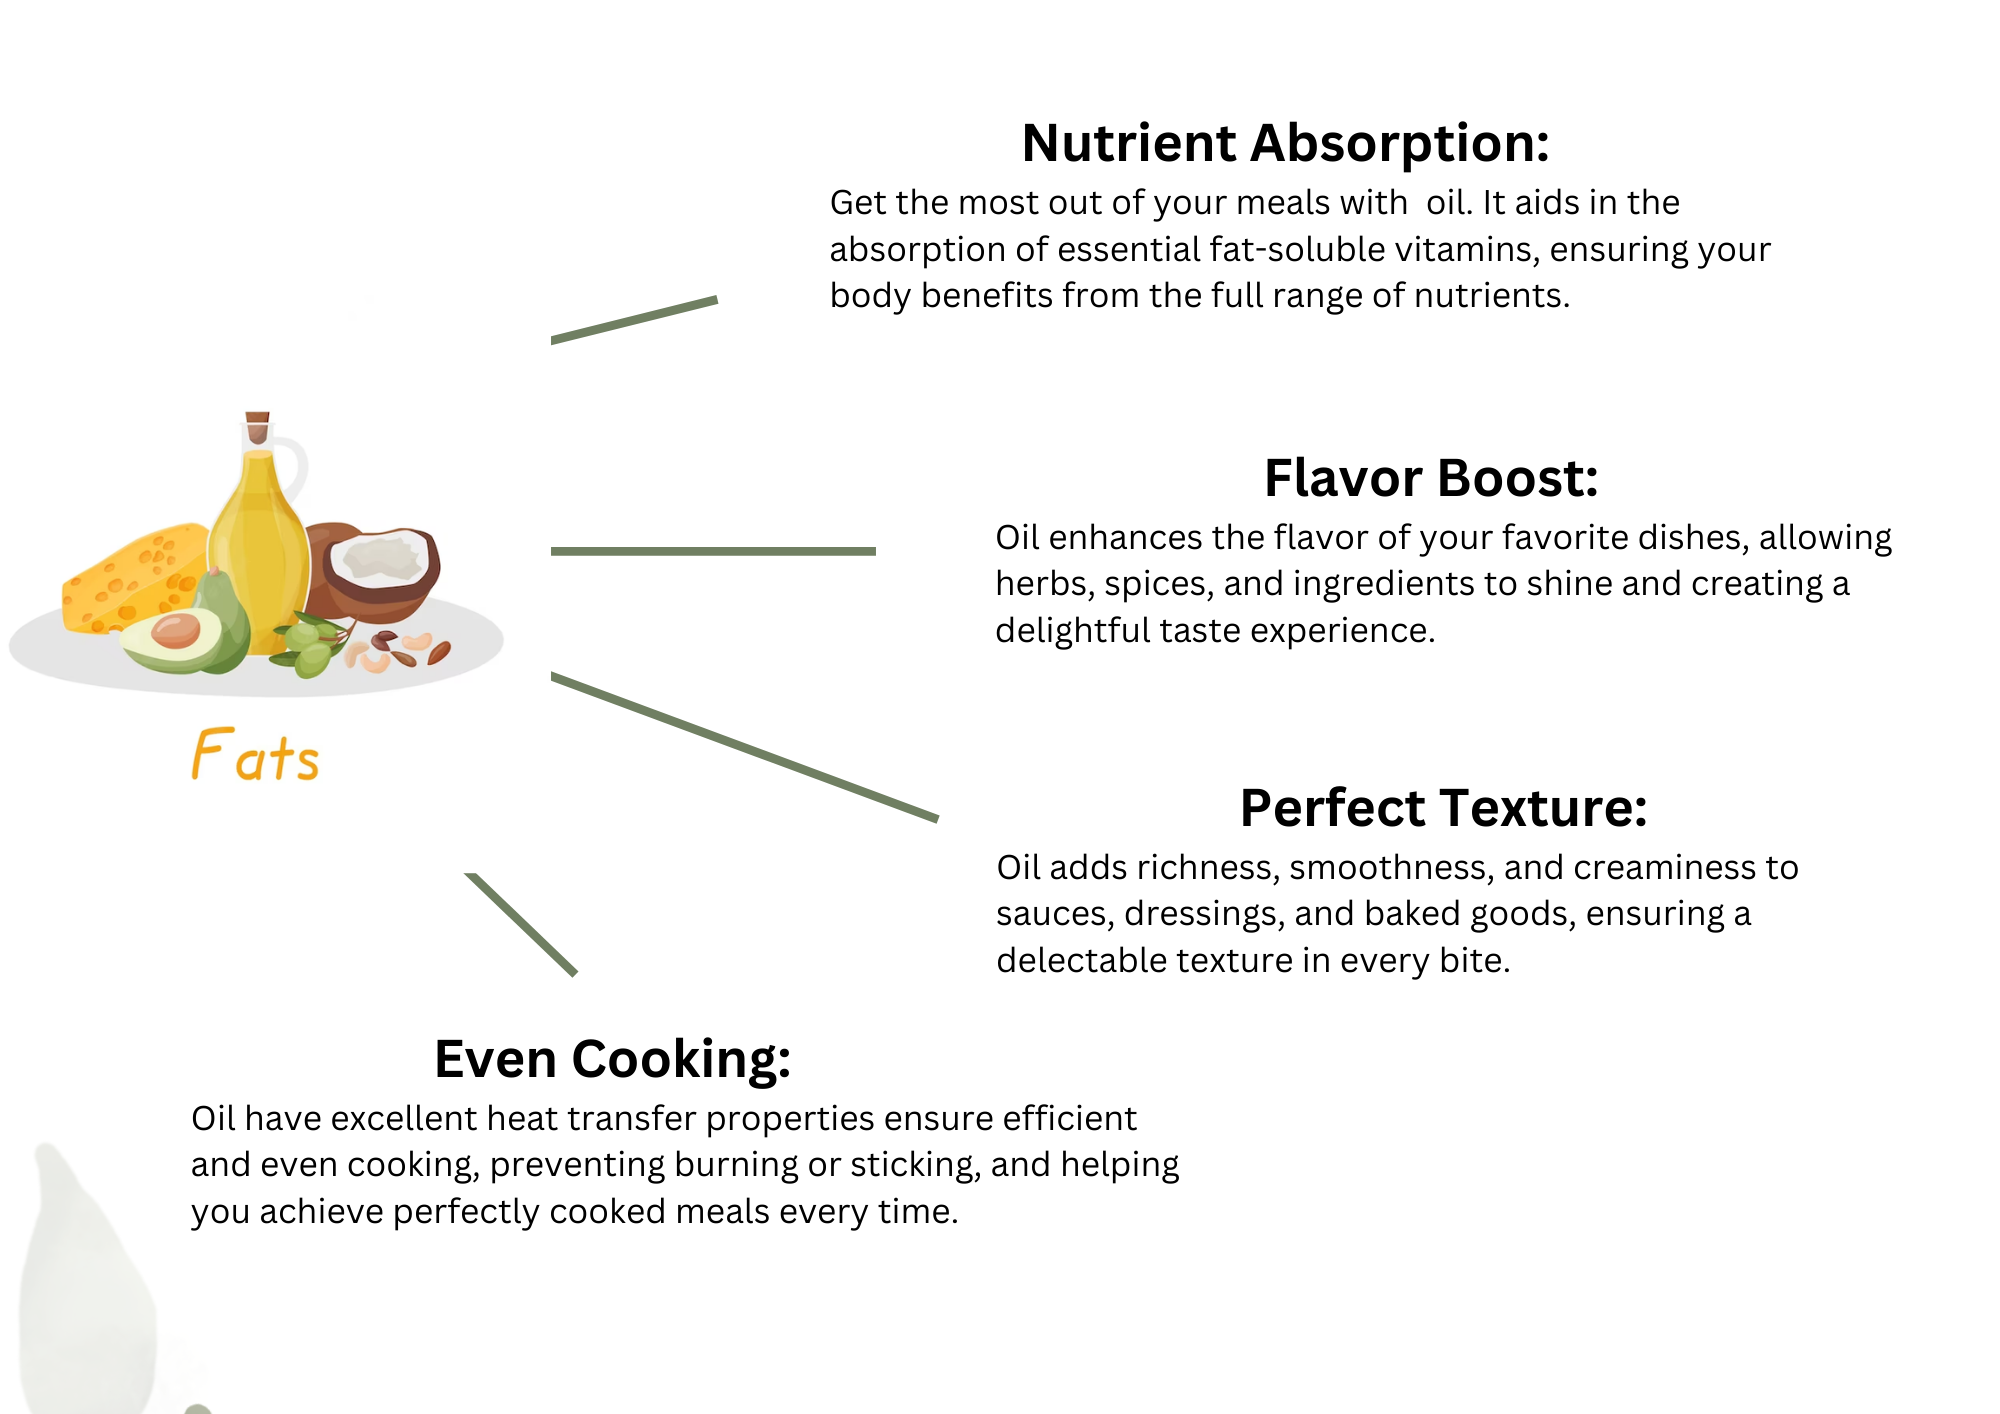 Nutrient Absorption:
Get the most out of your meals with  oil. It aids in the
absorption of essential fat-soluble vitamins, ensuring your
body benefits from the full range of nutrients.
Flavor Boost:
Oil enhances the flavor of your favorite dishes, allowing
herbs, spices, and ingredients to shine and creating a
delightful taste experience.
Fats
Perfect Texture:
Oil adds richness, smoothness, and creaminess to
sauces, dressings, and baked goods, ensuring a
delectable texture in every bite.
Even Cooking:
Oil have excellent heat transfer properties ensure efficient
and even cooking, preventing burning or sticking, and helping
you achieve perfectly cooked meals every time.